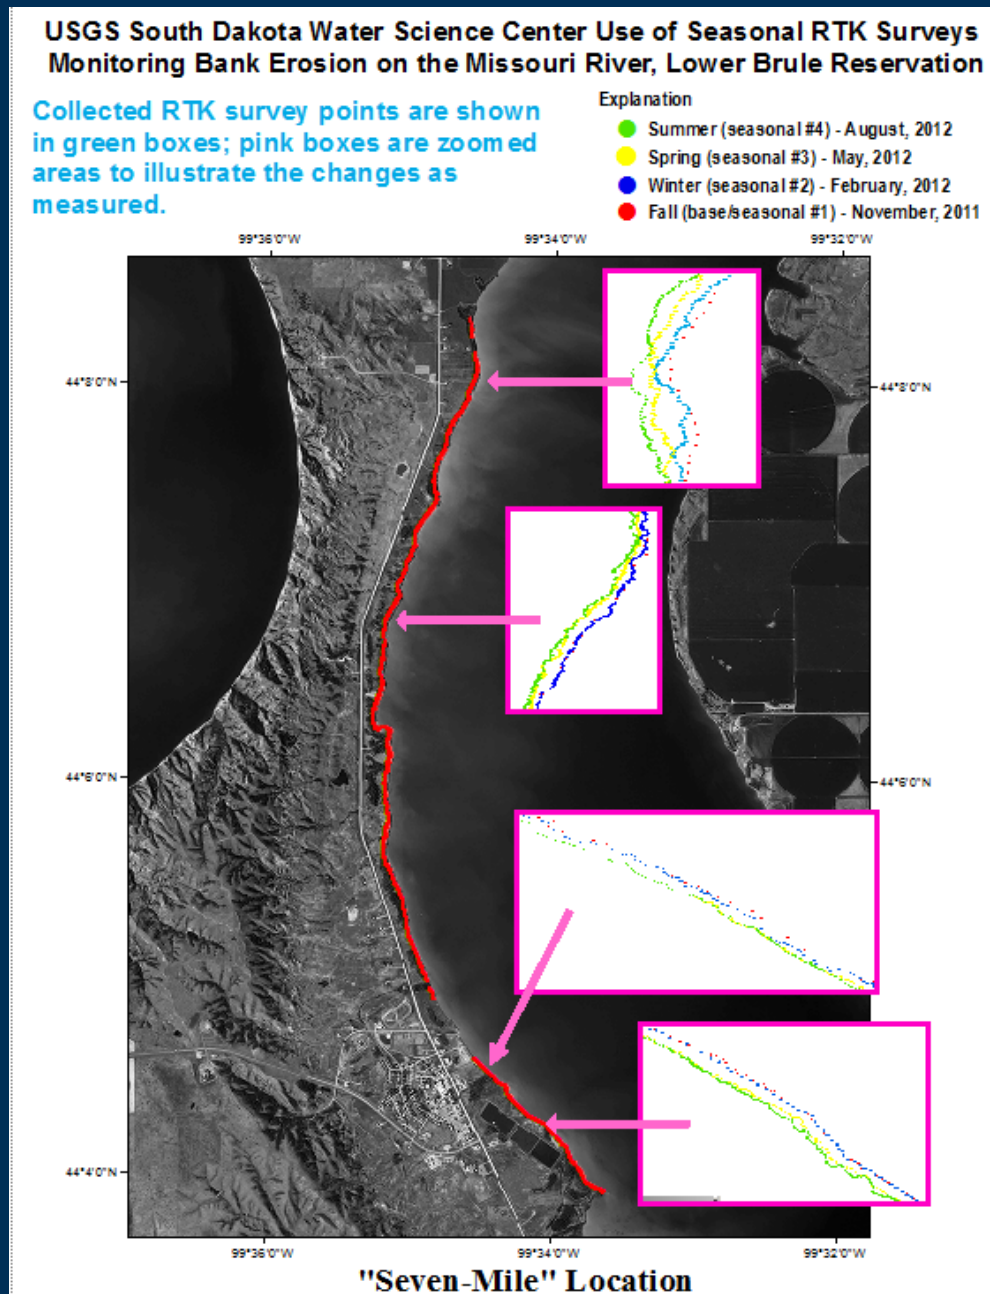 USGS South Dakota Water Science Center Use of Seasonal RTK Surveys
Monitoring Bank Erosion on the Missouri River, Lower Brule Reservation
Collected RTK survey points are shown
in green boxes; pink boxes are zoomed
areas to illustrate the changes as
measured.
Explanation
Summer (seasonal #4) - August, 2012
Spring (seasonal #3) - May, 2012
Winter (seasonal #2) - February, 2012
Fall (base/seasonal #1) - November, 2011
99°36'0"W 99°34'0"W 99°32'0"W
44°8'0"N 44°8'0"N
44°6'0"N 44°6'0"N
44°4'0"N
99°36'0"W 99°34'0"W 99°32'0"W
"Seven-Mile" Location